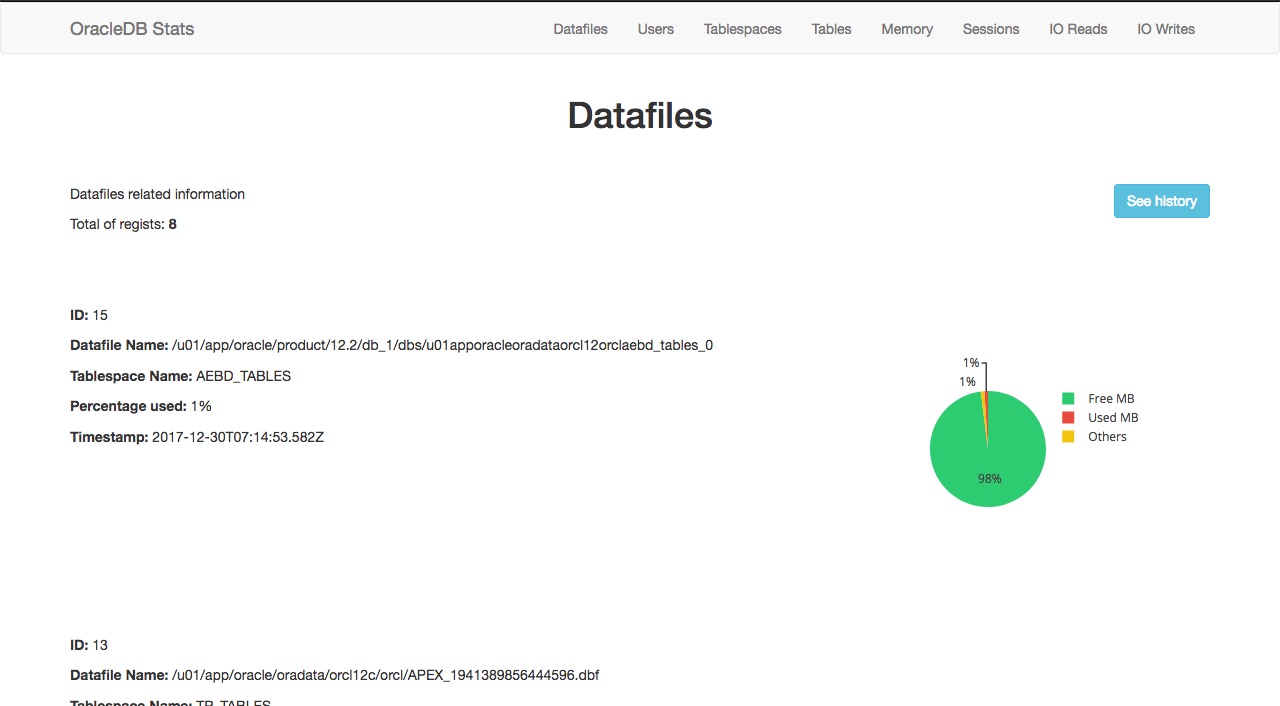 OracleDB Stats Datafiles Users Tablespaces Tables Memory Sessions IO Reads IO Writes
Datafiles
Datafiles related information
See history
Total of regists: 8
ID: 15
Datafile Name: /u01/app/oracle/product/12.2/db_1/dbs/u01apporacleoradataorcl12orclaebd_tables_0
Tablespace Name: AEBD_TABLES
Percentage used: 1%
Timestamp: 2017-12-30T07:14:53.582Z
1%
1%
98%
Free MB
Used MB
Others
ID: 13
Datafile Name: /u01/app/oracle/oradata/orcl12c/orcl/APEX_1941389856444596.dbf
Tablespace Name: TP_TABLES